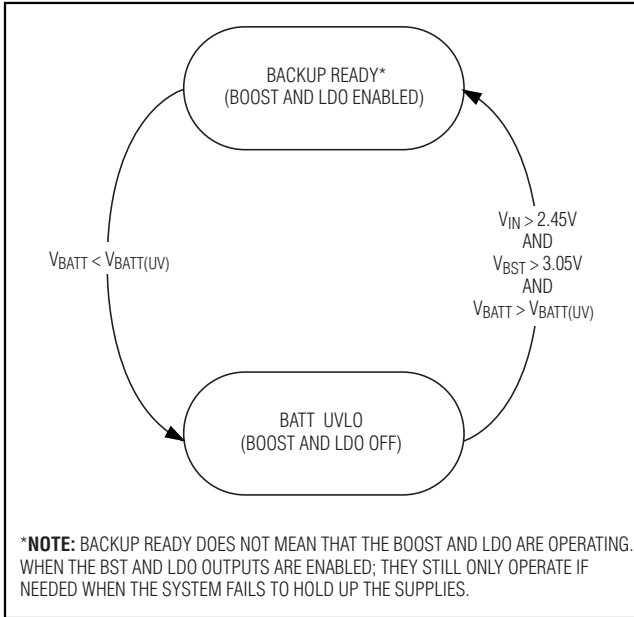 BACKUP READY*
(BOOST AND LDO ENABLED)
VBATT < VBATT(UV)
VIN > 2.45V
AND
VBST > 3.05V
AND
VBATT > VBATT(UV)
BATT UVLO
(BOOST AND LDO OFF)
*NOTE: BACKUP READY DOES NOT MEAN THAT THE BOOST AND LDO ARE OPERATING.
WHEN THE BST AND LDO OUTPUTS ARE ENABLED; THEY STILL ONLY OPERATE IF
NEEDED WHEN THE SYSTEM FAILS TO HOLD UP THE SUPPLIES.